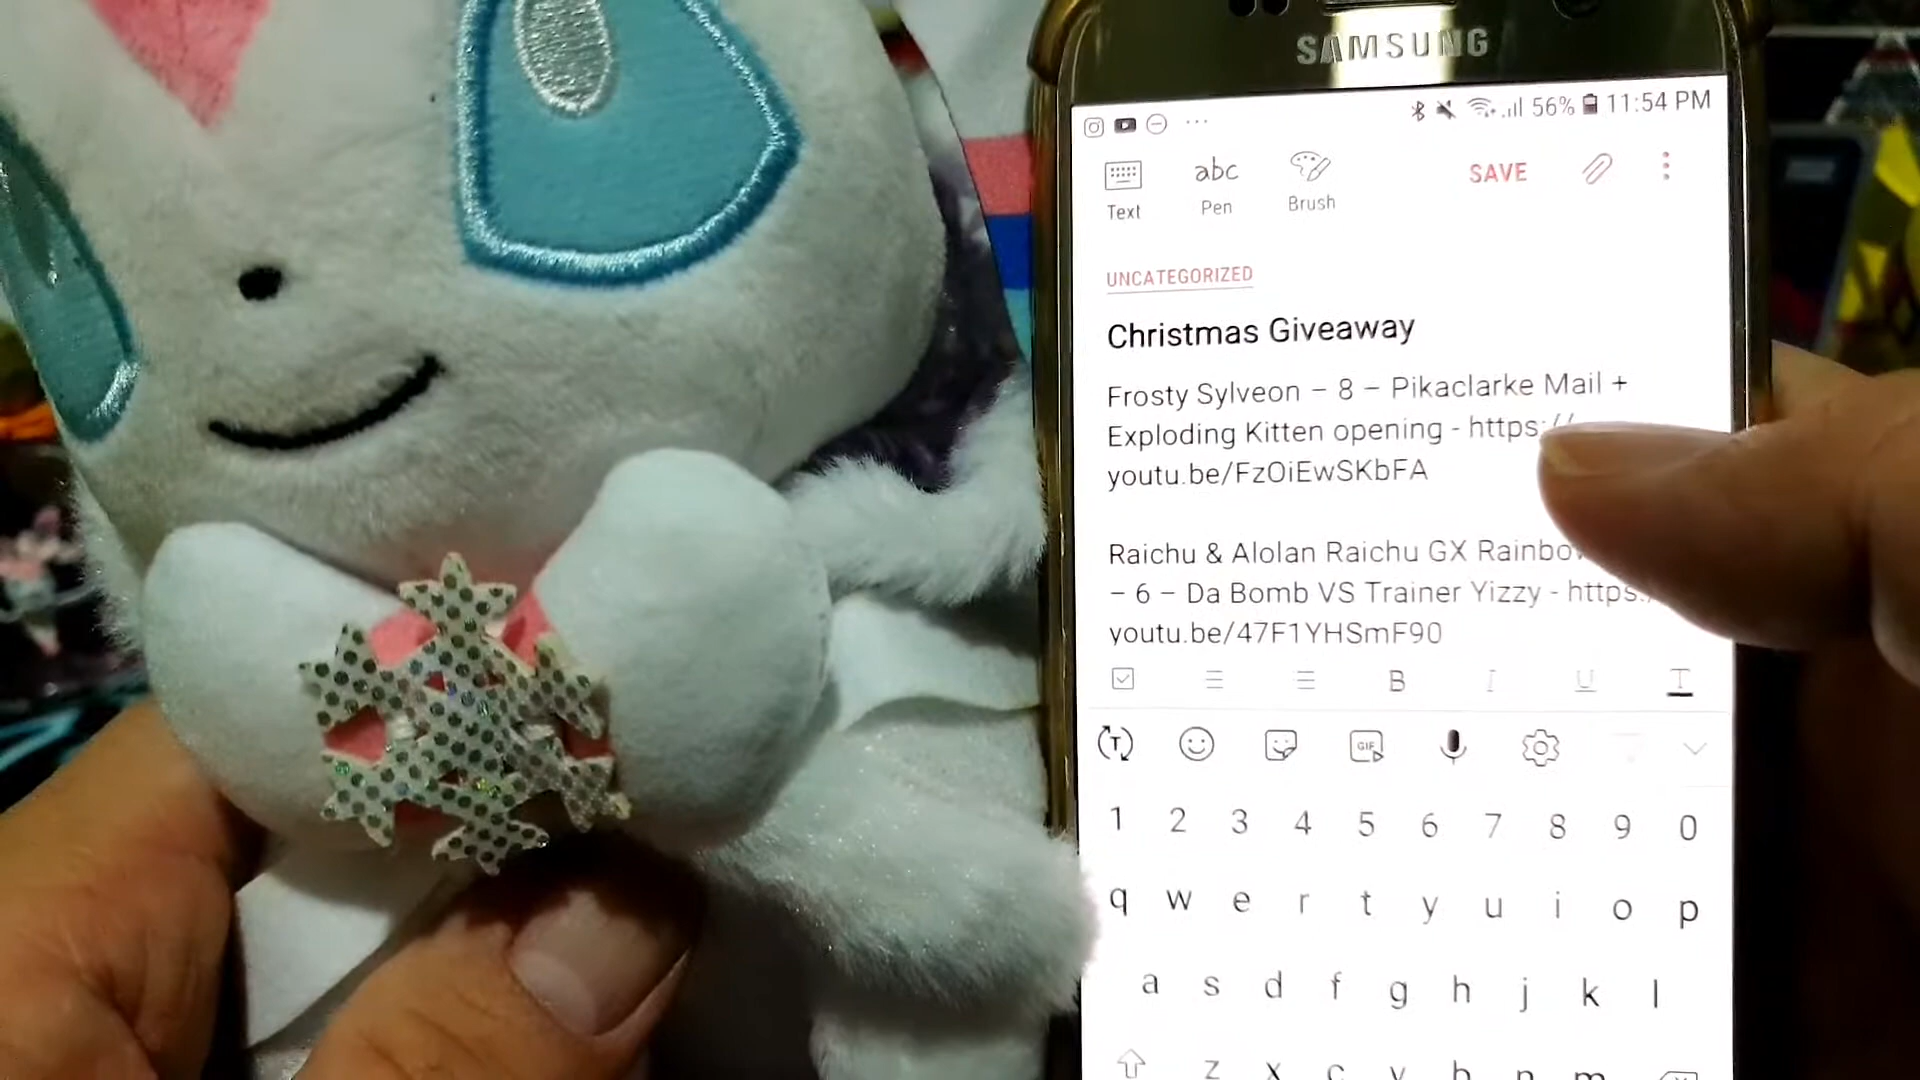 SAMSUNG
56% 11:54 PM
abc
SAVE
Text
Pen
Brush
UNCATEGORIZED
Christmas Giveaway
Frosty Sylveon – 8 – Pikaclarke Mail +
Exploding Kitten opening - https://
youtu.be/FzOiEwSKbFA
Raichu & Alolan Raichu GX
– 6 – Da Bomb VS Trainer Yizzy - https:
youtu.be/47F1YHSmF90
B I U T
T GIF
1 2 3 4 5 6 7 8 9 0
q w e r t y u i o p
a s d f g h j k l
z x c v b n m